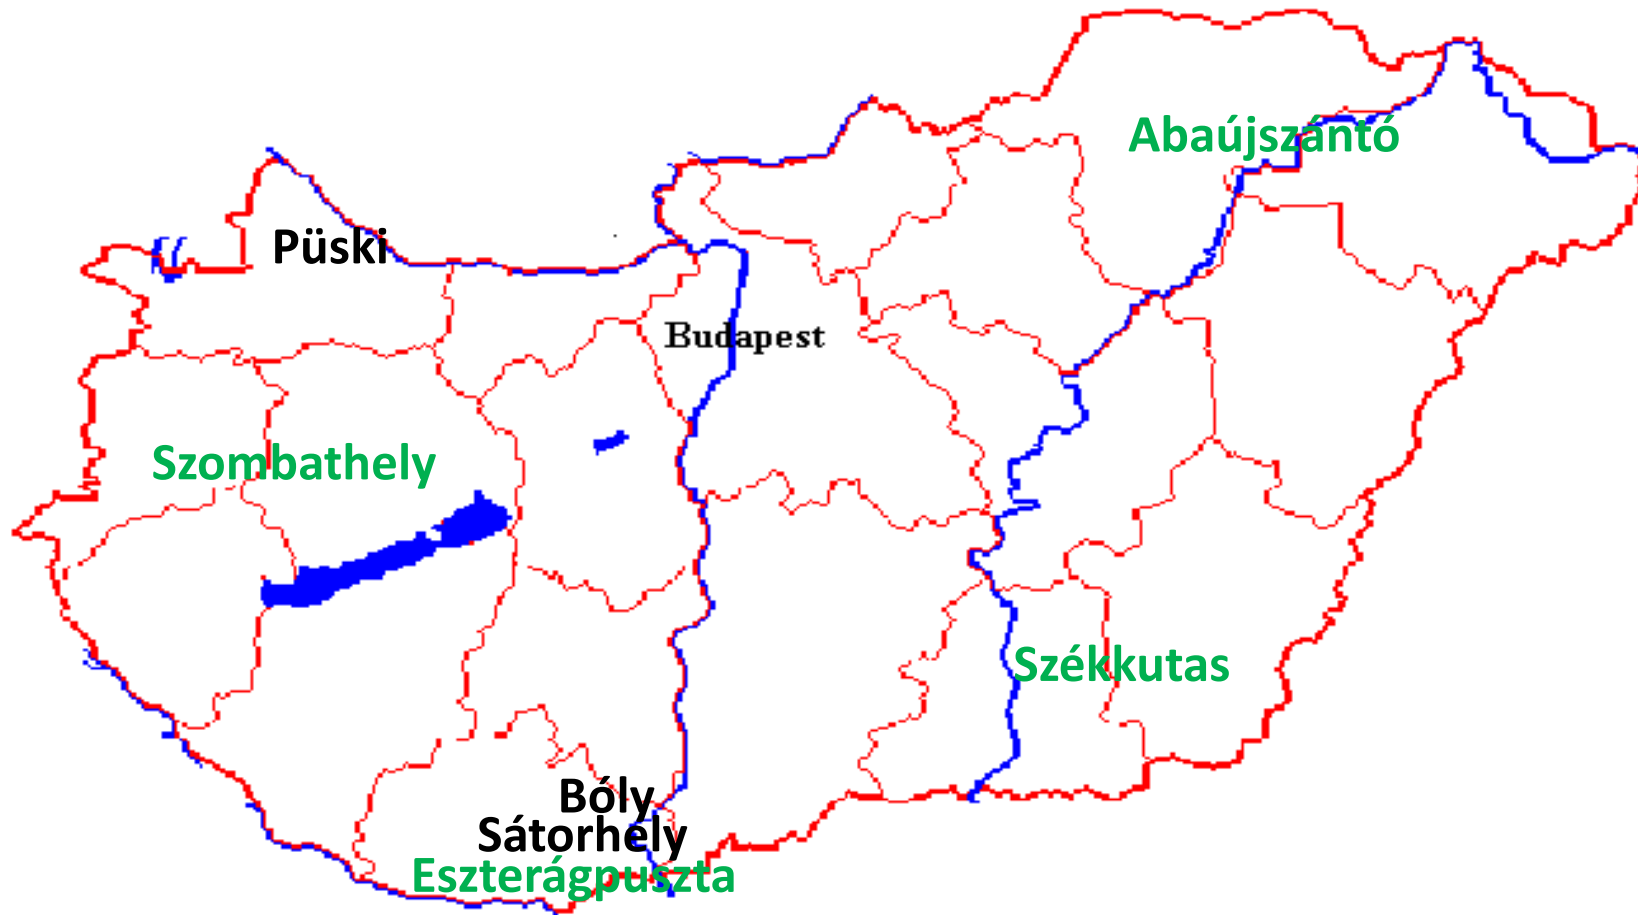 Abaújszántó
Püski
Budapest
Szombathely
Székkutas
Bóly
Sátorhely
Eszterágpuszta